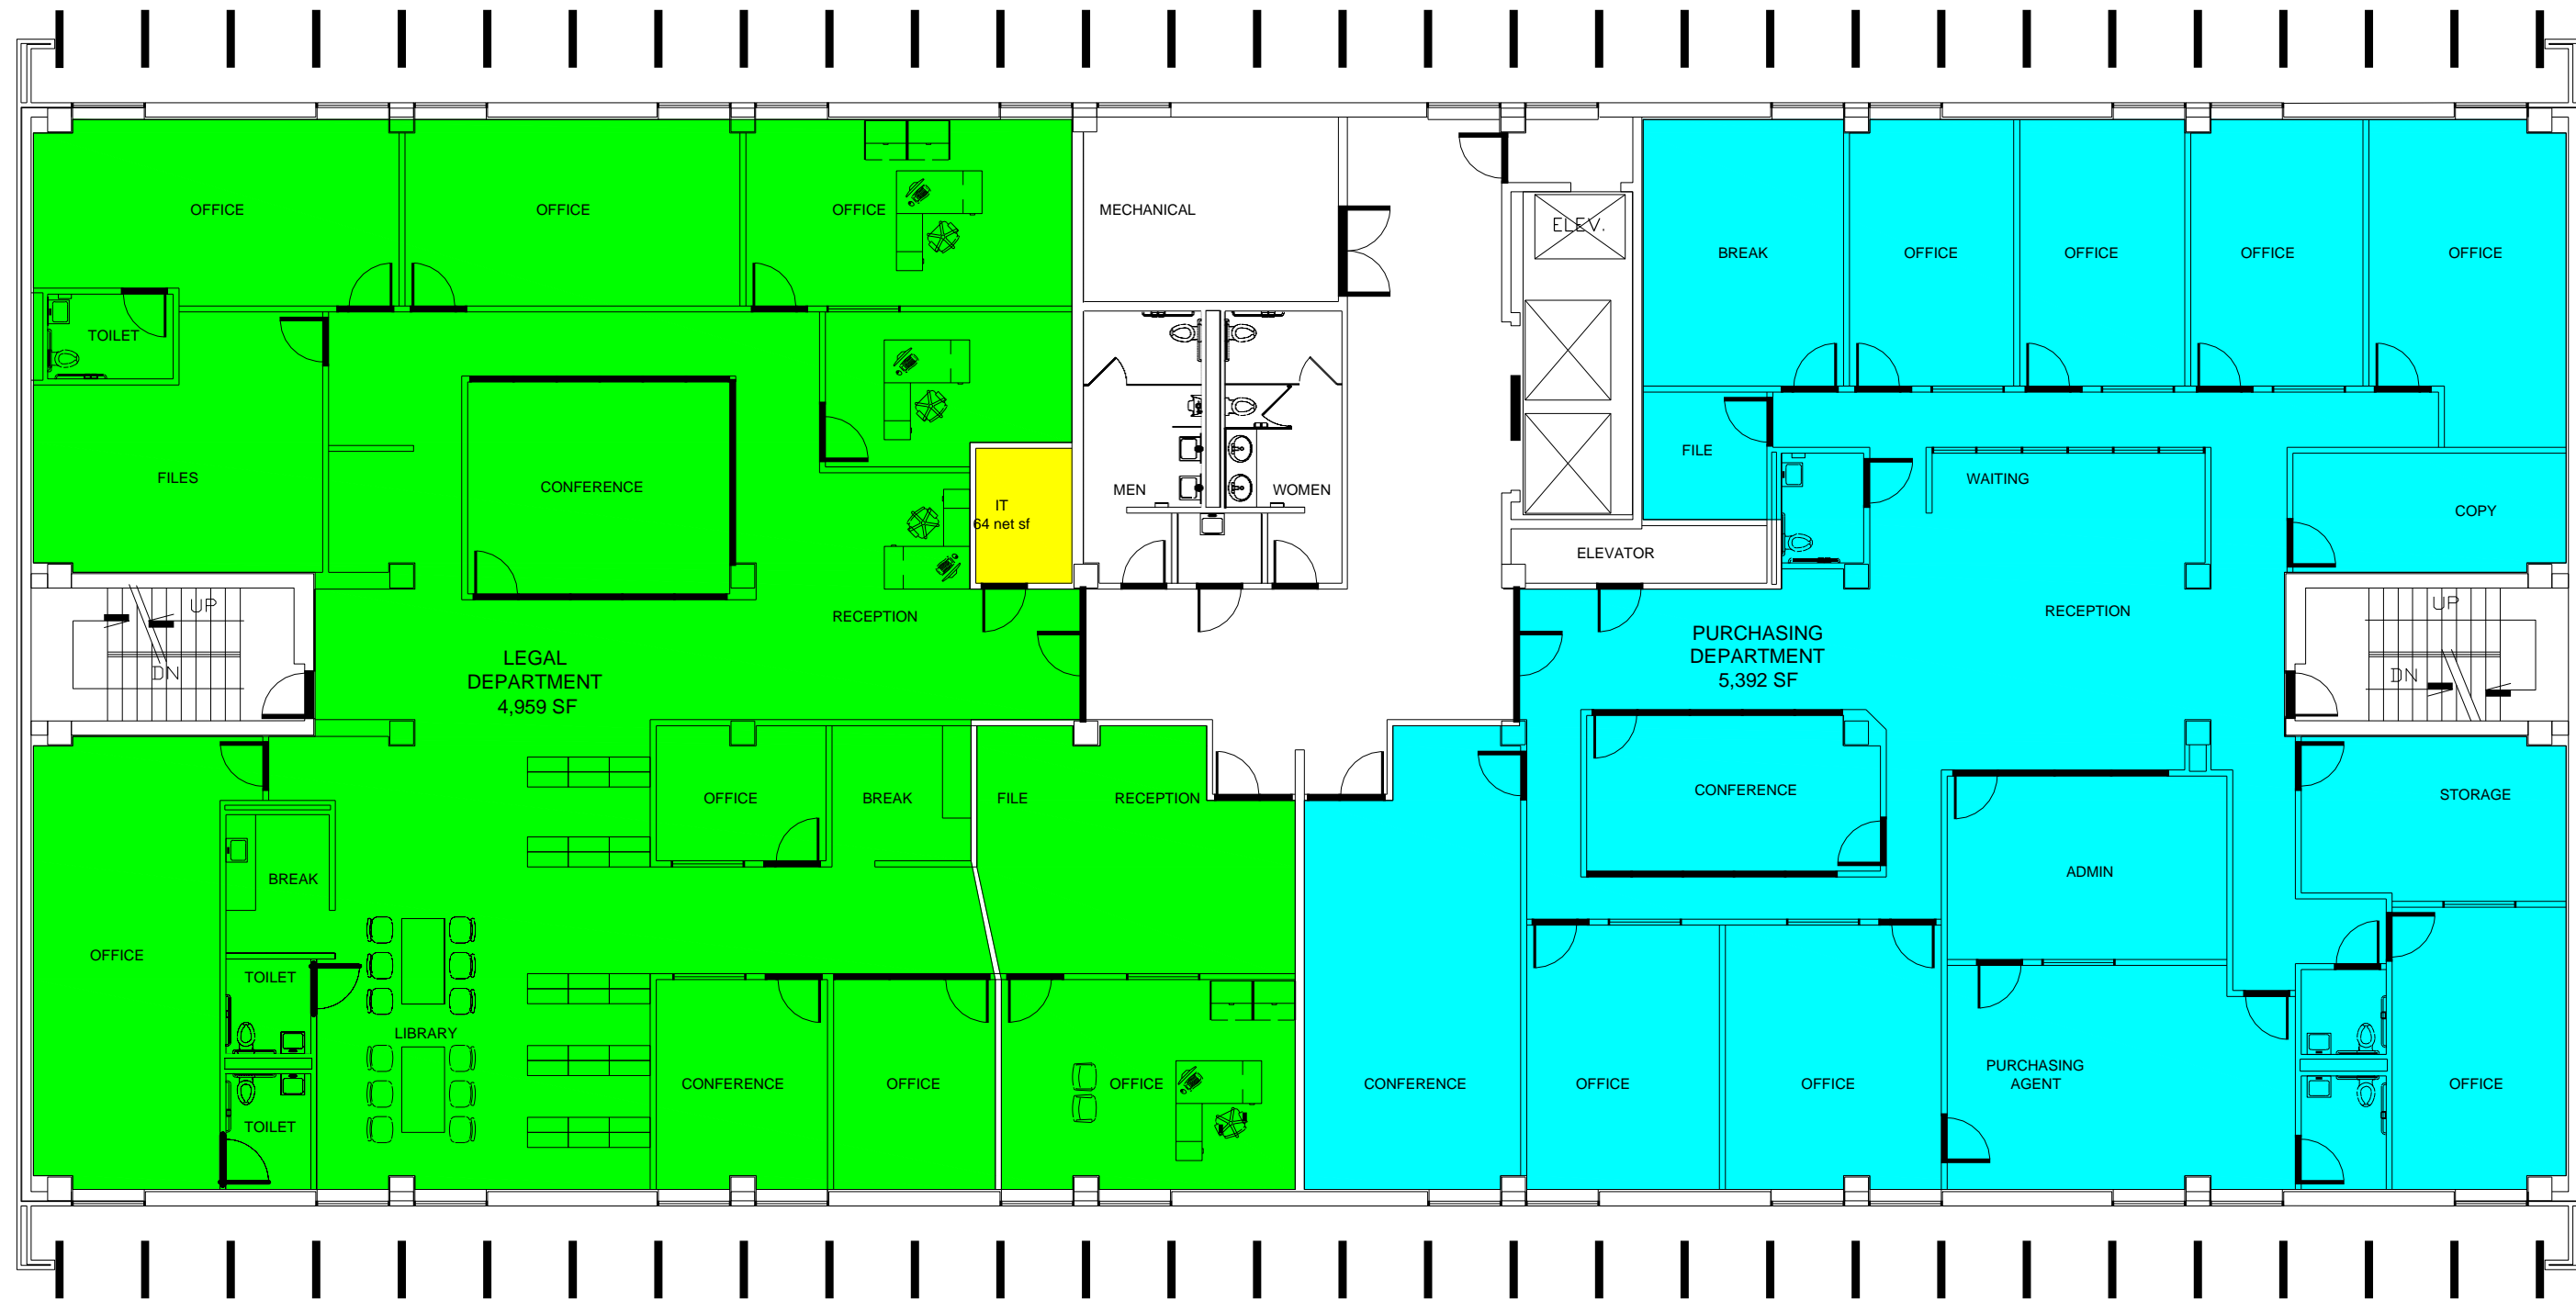 OFFICE
OFFICE
OFFICE
MECHANICAL
ELEV.
BREAK
OFFICE
OFFICE
OFFICE
OFFICE
TOILET
FILES
CONFERENCE
IT
64 net sf
MEN
WOMEN
FILE
WAITING
COPY
ELEVATOR
UP
DN
RECEPTION
LEGAL
DEPARTMENT
4,959 SF
PURCHASING
DEPARTMENT
5,392 SF
RECEPTION
UP
DN
OFFICE
BREAK
FILE
RECEPTION
CONFERENCE
STORAGE
BREAK
ADMIN
OFFICE
TOILET
LIBRARY
TOILET
CONFERENCE
OFFICE
OFFICE
CONFERENCE
OFFICE
OFFICE
PURCHASING
AGENT
OFFICE